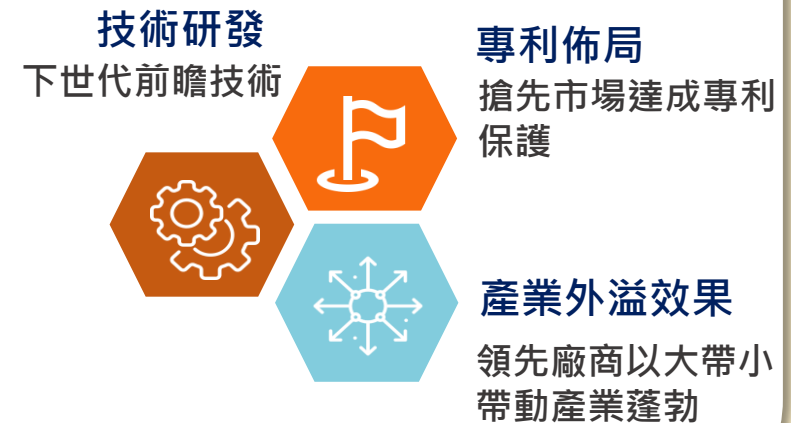 技術研發
下世代前瞻技術
專利佈局
搶先市場達成專利
保護
產業外溢效果
領先廠商以大帶小
帶動產業蓬勃